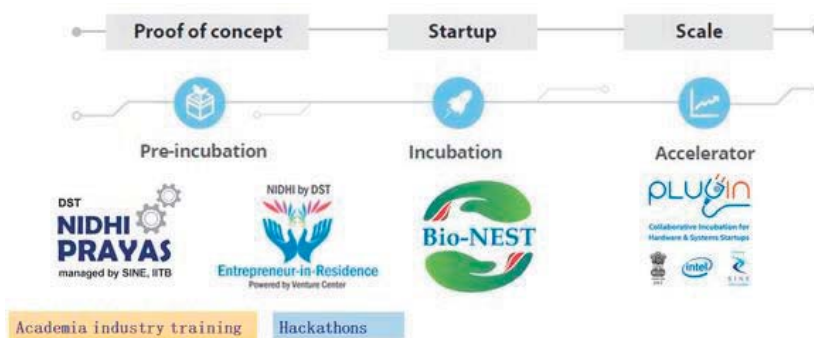 Proof of concept
Startup
Scale
Pre-incubation
Incubation
Accelerator
DST
NIDHI
PRAYAS
managed by SINE, IITB
NIDHI by DST
Entrepreneur-in-Residence
Powered by Venture Center
Bio-NEST
PLUGIN
Collaborative Incubation for
Hardware & Systems Startups
intel
SINE
Academia industry training
Hackathons